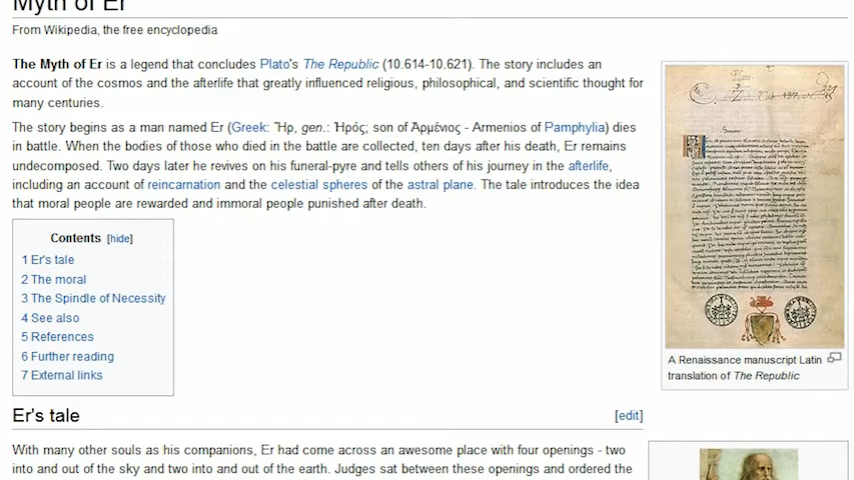 Myth of Er
From Wikipedia, the free encyclopedia
The Myth of Er is a legend that concludes Plato's The Republic (10.614-10.621). The story includes an
account of the cosmos and the afterlife that greatly influenced religious, philosophical, and scientific thought for
many centuries.
The story begins as a man named Er (Greek: Ἤρ, gen.: Ἠρός; son of Ἀρμένιος - Armenios of Pamphylia) dies
in battle. When the bodies of those who died in the battle are collected, ten days after his death, Er remains
undecomposed. Two days later he revives on his funeral-pyre and tells others of his journey in the afterlife,
including an account of reincarnation and the celestial spheres of the astral plane. The tale introduces the idea
that moral people are rewarded and immoral people punished after death.
Contents [hide]
1 Er's tale
2 The moral
3 The Spindle of Necessity
4 See also
5 References
6 Further reading
7 External links
A Renaissance manuscript Latin
translation of The Republic
Er's tale [edit]
With many other souls as his companions, Er had come across an awesome place with four openings - two
into and out of the sky and two into and out of the earth. Judges sat between these openings and ordered the